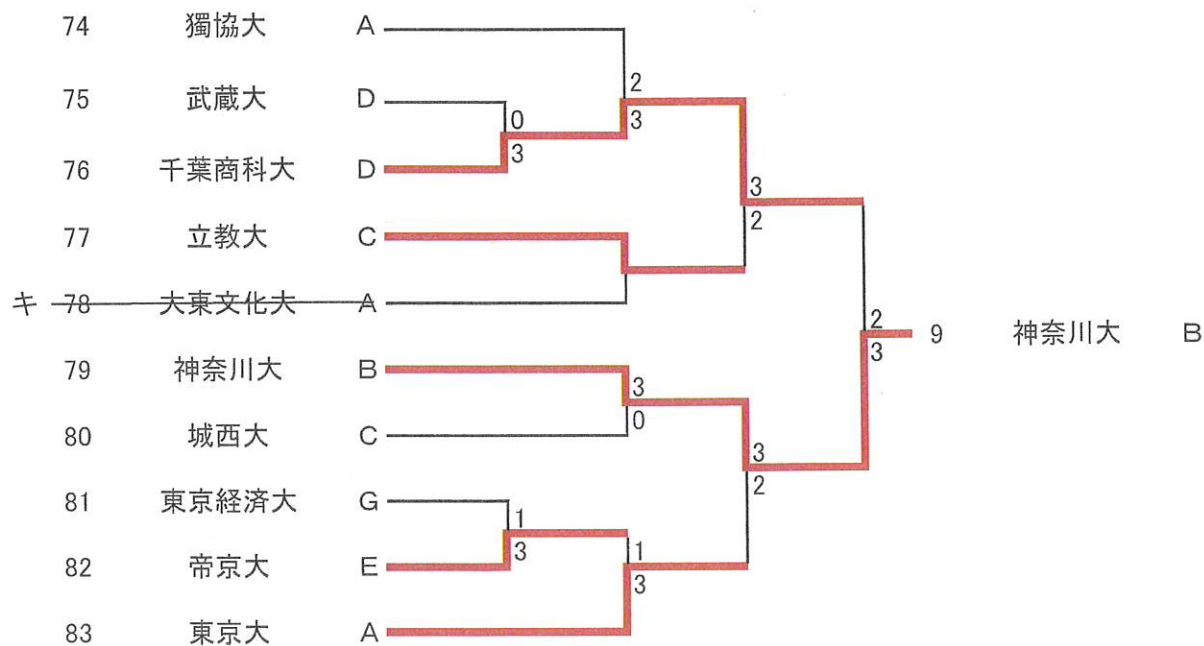 74 獨協大 A
2
75 武蔵大 D
0
3
3
76 千葉商科大 D
3
2
77 立教大 C
キ 78 大東文化大 A
2
9 神奈川大 B
3
79 神奈川大 B
3
0
80 城西大 C
3
2
81 東京経済大 G
1
3
1
82 帝京大 E
3
83 東京大 A